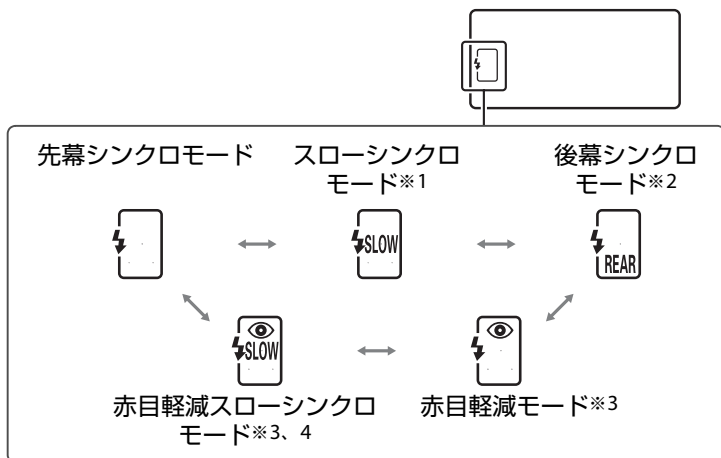 先幕シンクロモード
スローシンクロ
モード※1
後幕シンクロ
モード※2
SLOW
REAR
SLOW
赤目軽減スローシンクロ
モード※3、4
赤目軽減モード※3